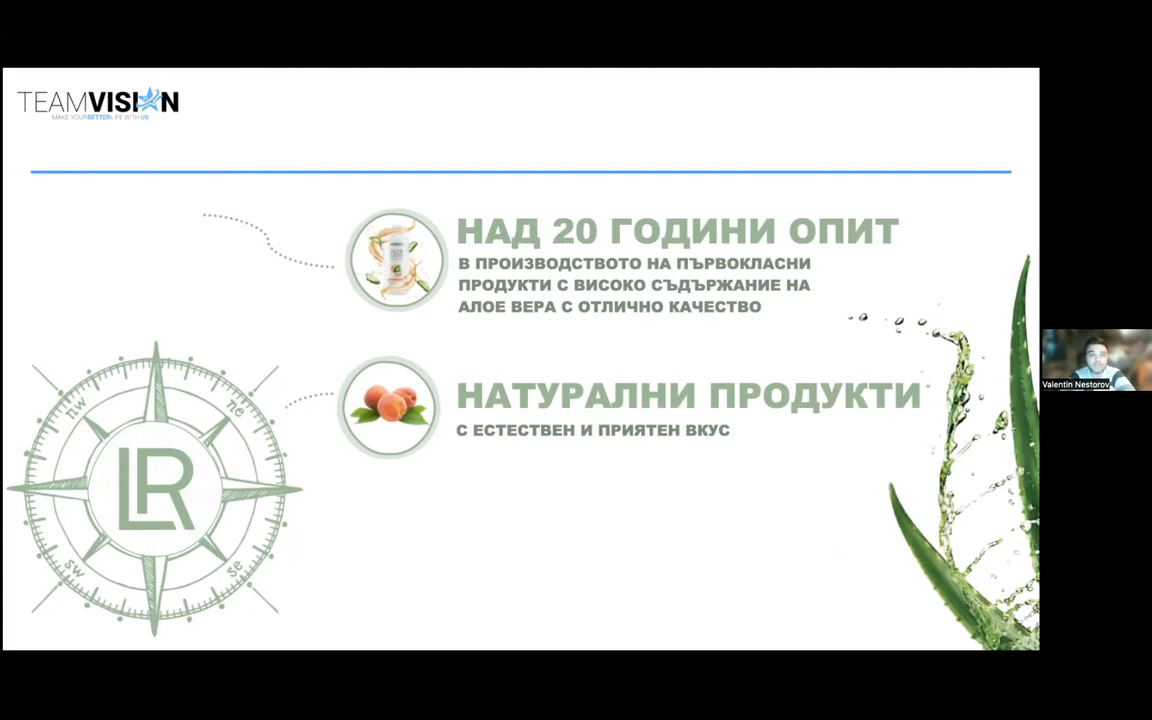 TEAMVISION
MAKE YOUR BETTER LIFE WITH US
НАД 20 ГОДИНИ ОПИТ
В ПРОИЗВОДСТВОТО НА ПЪРВОКЛАСНИ
ПРОДУКТИ С ВИСОКО СЪДЪРЖАНИЕ НА
АЛОЕ ВЕРА С ОТЛИЧНО КАЧЕСТВО
НАТУРАЛНИ ПРОДУКТИ
С ЕСТЕСТВЕН И ПРИЯТЕН ВКУС
nw
ne
LR
sw
se
Valentin Nestorov